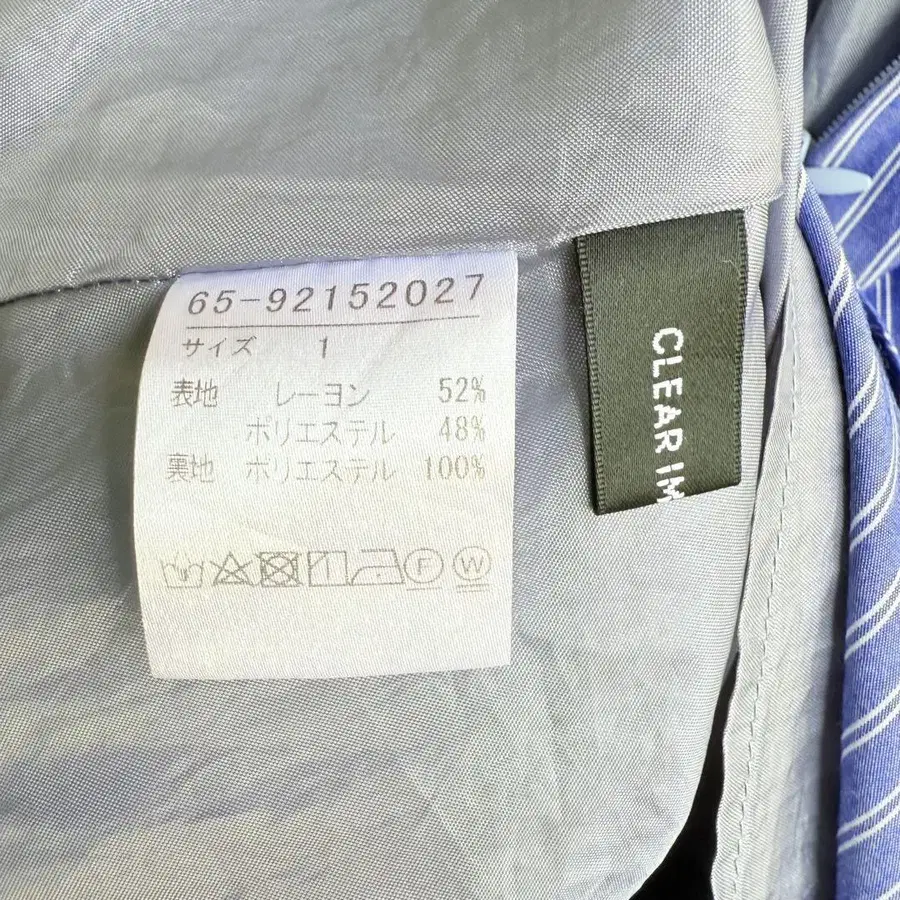 65-92152027
サイズ 1
表地 レーヨン 52%
ポリエステル 48%
裏地 ポリエステル 100%
F W
CLEAR IM